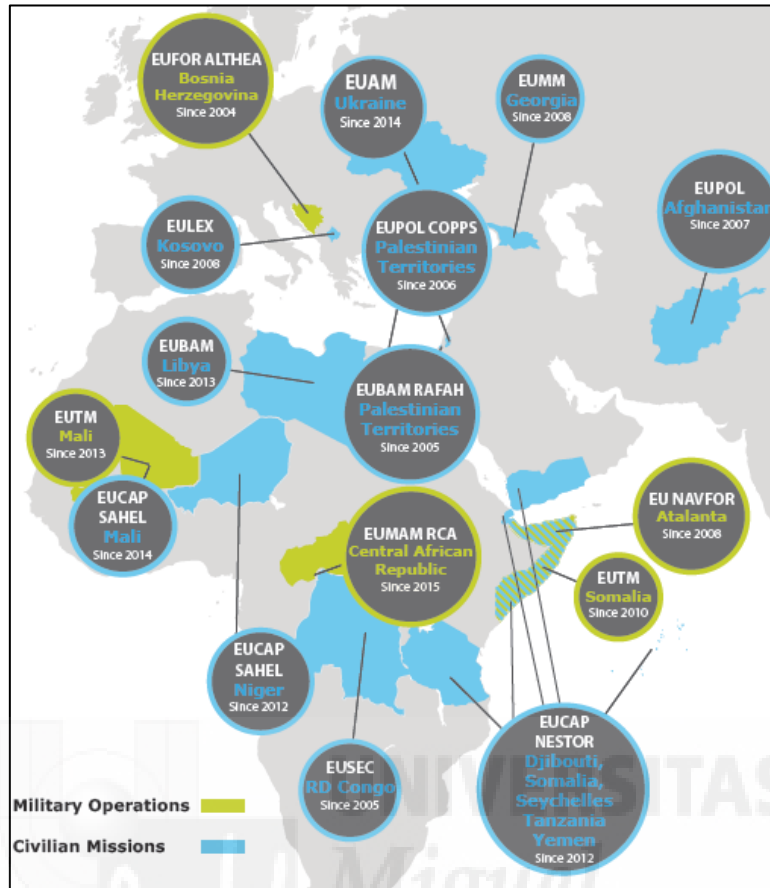 EUFOR ALTHEA
Bosnia
Herzegovina
Since 2004
EUAM
Ukraine
Since 2014
EUMM
Georgia
Since 2008
EUPOL
Afghanistan
Since 2007
EULEX
Kosovo
Since 2008
EUPOL COPPS
Palestinian
Territories
Since 2006
EUBAM
Libya
Since 2013
EUBAM RAFAH
Palestinian
Territories
Since 2005
EUTM
Mali
Since 2013
EUCAP
SAHEL
Mali
Since 2014
EUMAM RCA
Central African
Republic
Since 2015
EU NAVFOR
Atalanta
Since 2008
EUTM
Somalia
Since 2010
EUCAP
SAHEL
Niger
Since 2012
EUSEC
RD Congo
Since 2005
EUCAP
NESTOR
Djibouti,
Somalia,
Seychelles
Tanzania
Yemen
Since 2012
Military Operations
Civilian Missions
UNIVERSITAS
Miguel